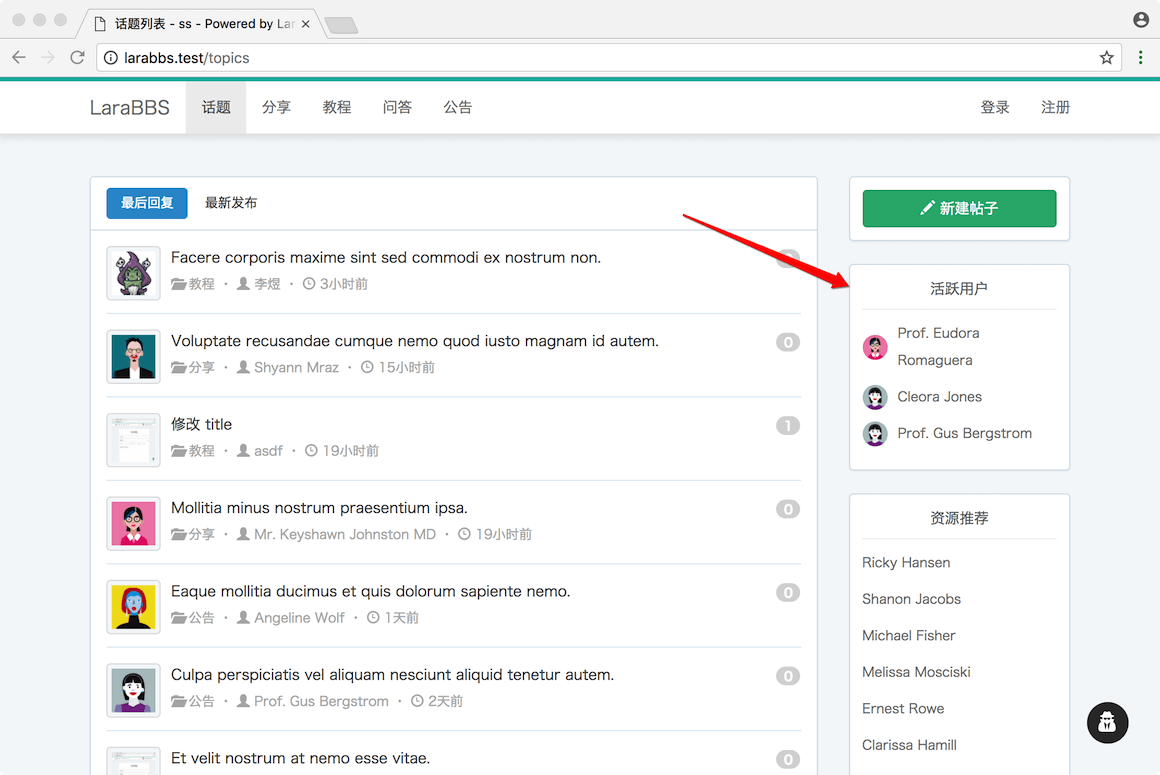 话题列表 - ss - Powered by Lar
larabbs.test/topics
LaraBBS 话题 分享 教程 问答 公告 登录 注册
最后回复 最新发布
Facere corporis maxime sint sed commodi ex nostrum non.
教程 · 李煜 · 3小时前
Voluptate recusandae cumque nemo quod iusto magnam id autem. 0
分享 · Shyann Mraz · 15小时前
修改 title 1
教程 · asdf · 19小时前
Mollitia minus nostrum praesentium ipsa. 0
分享 · Mr. Keyshawn Johnston MD · 19小时前
Eaque mollitia ducimus et quis dolorum sapiente nemo. 0
公告 · Angeline Wolf · 1天前
Culpa perspiciatis vel aliquam nesciunt aliquid tenetur autem. 0
公告 · Prof. Gus Bergstrom · 2天前
Et velit nostrum at nemo esse vitae. 0
新建帖子
活跃用户
Prof. Eudora
Romaguera
Cleora Jones
Prof. Gus Bergstrom
资源推荐
Ricky Hansen
Shanon Jacobs
Michael Fisher
Melissa Mosciski
Ernest Rowe
Clarissa Hamill